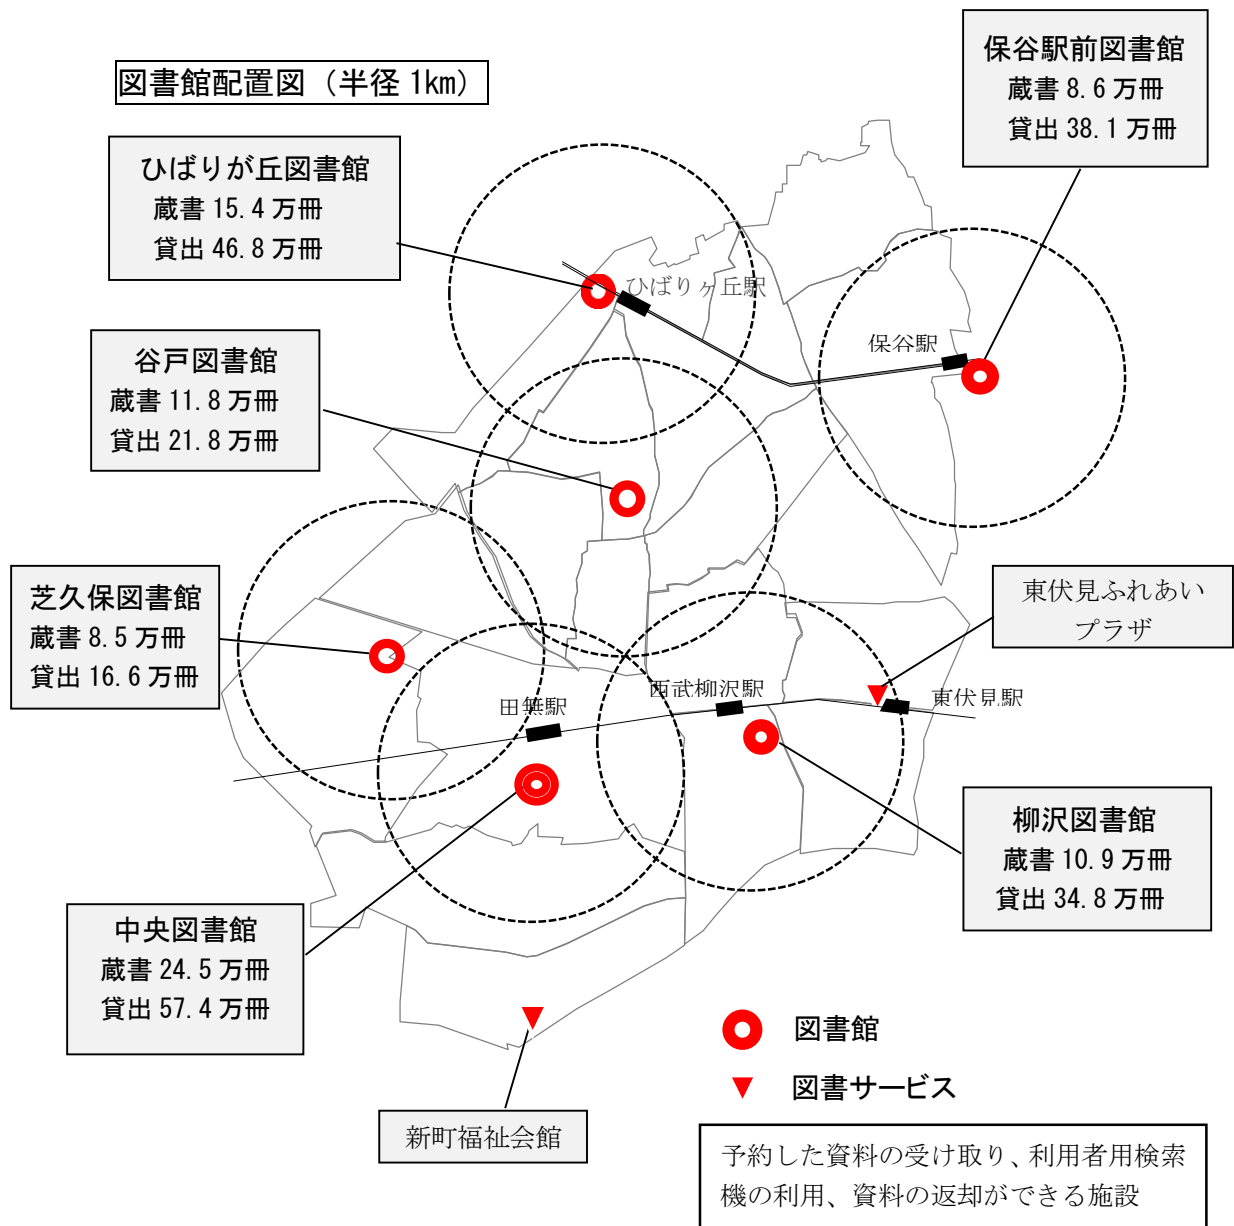 図書館配置図（半径 1km）
保谷駅前図書館
蔵書 8.6 万冊
貸出 38.1 万冊
ひばりが丘図書館
蔵書 15.4 万冊
貸出 46.8 万冊
ひばりヶ丘駅
保谷駅
谷戸図書館
蔵書 11.8 万冊
貸出 21.8 万冊
芝久保図書館
蔵書 8.5 万冊
貸出 16.6 万冊
東伏見ふれあい
プラザ
田無駅
西武柳沢駅
東伏見駅
柳沢図書館
蔵書 10.9 万冊
貸出 34.8 万冊
中央図書館
蔵書 24.5 万冊
貸出 57.4 万冊
新町福祉会館
図書館
図書サービス
予約した資料の受け取り、利用者用検索
機の利用、資料の返却ができる施設